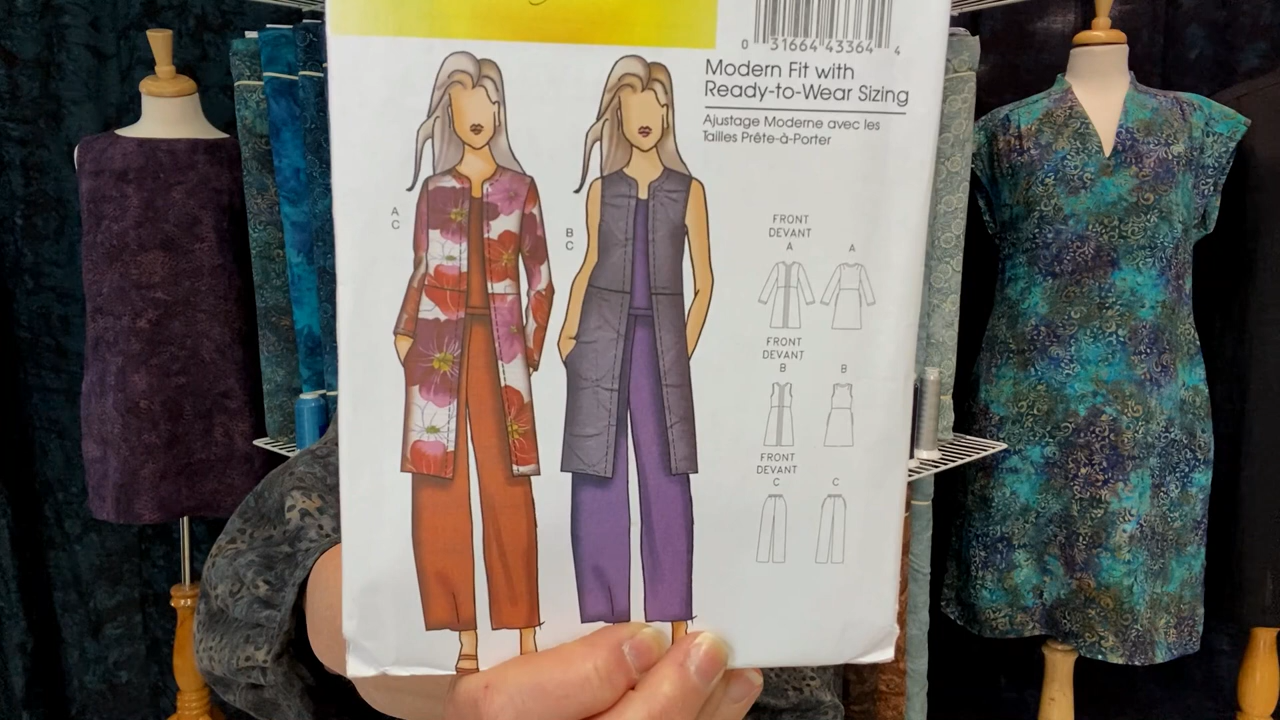 0 31664 43364 4
Modern Fit with
Ready-to-Wear Sizing
Ajustage Moderne avec les
Tailles Prête-à-Porter
A
C
B
C
FRONT
DEVANT
A
A
FRONT
DEVANT
B
B
FRONT
DEVANT
C
C